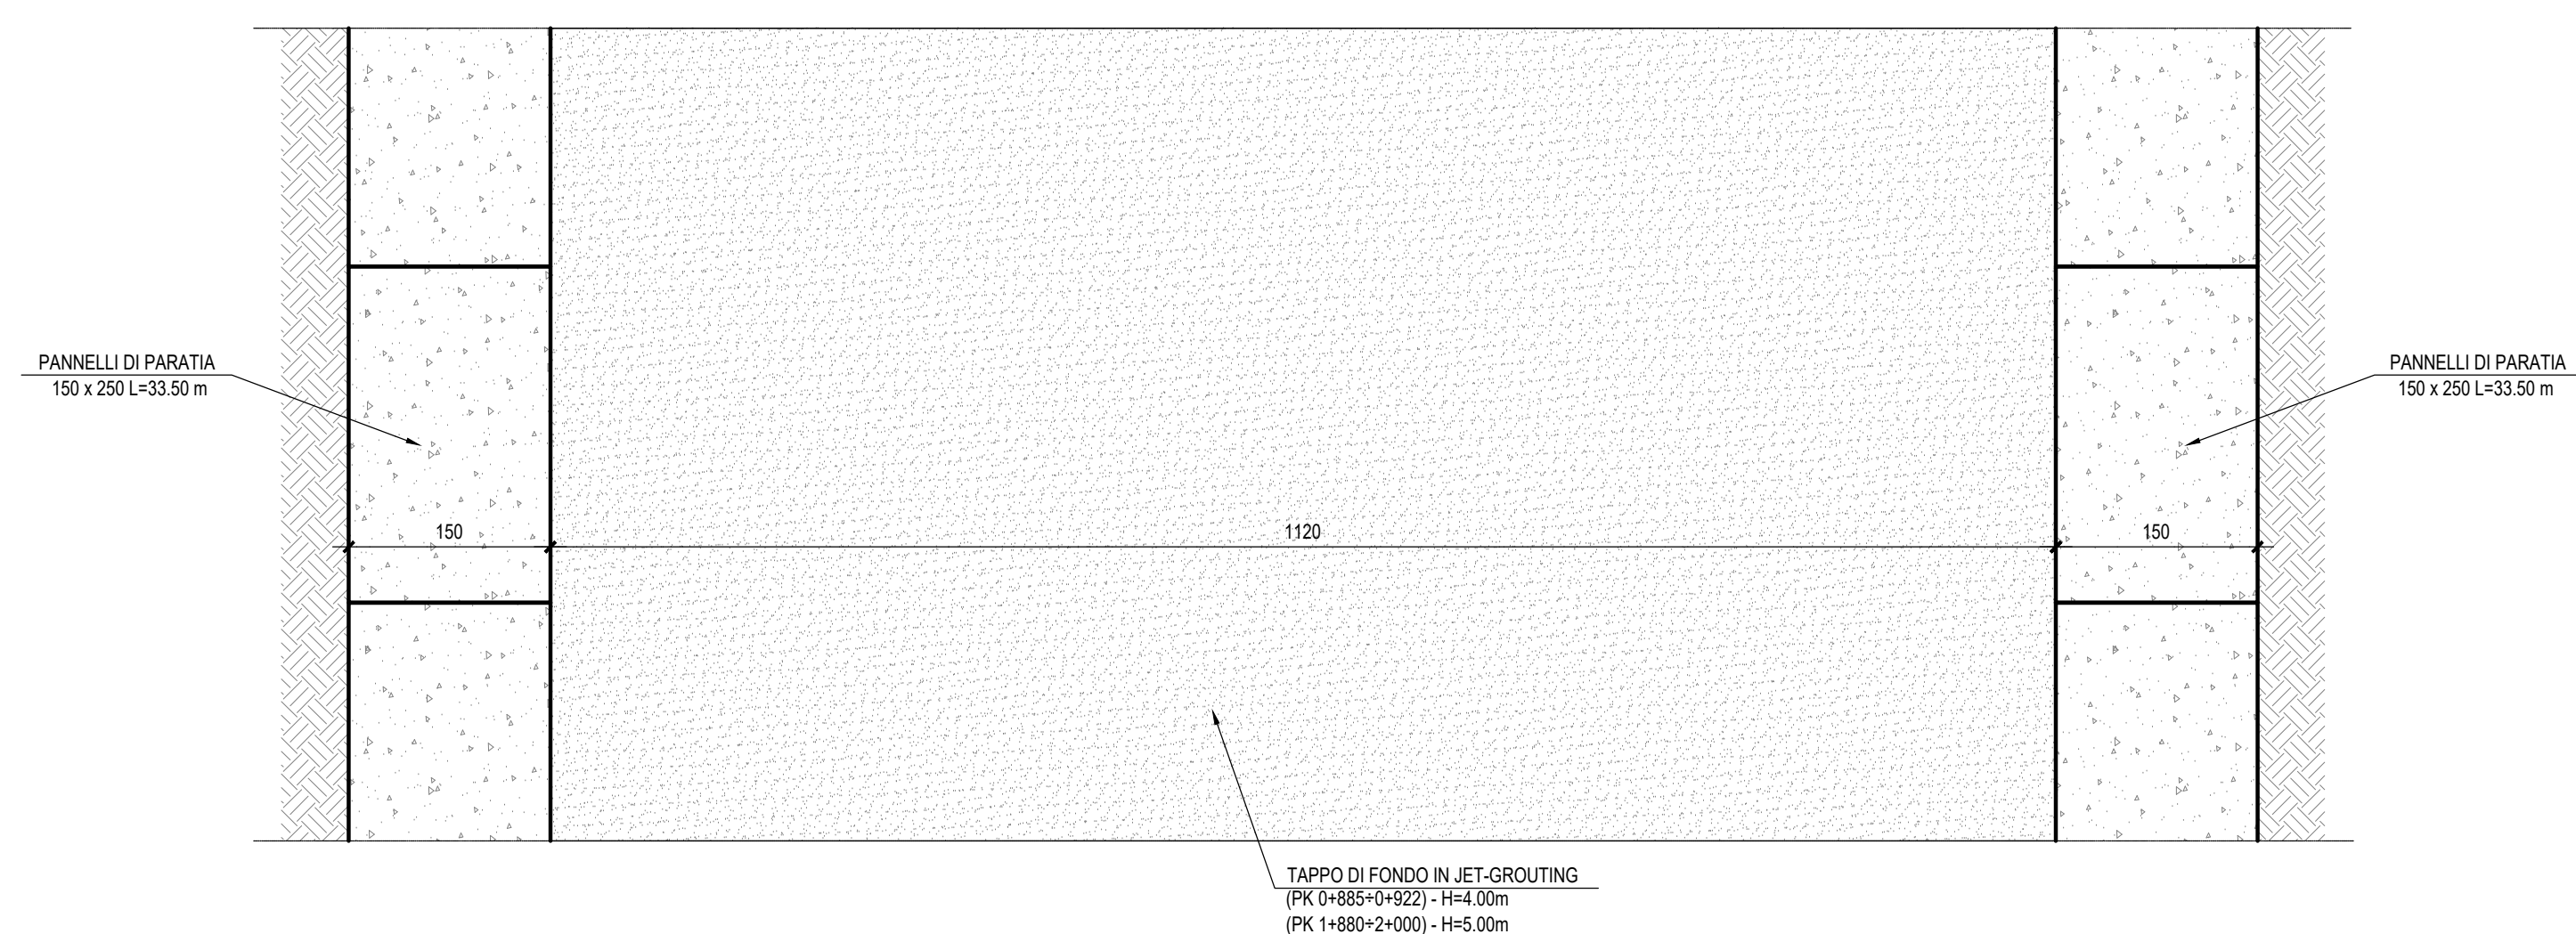 PANNELLI DI PARATIA
150 x 250 L=33.50 m
PANNELLI DI PARATIA
150 x 250 L=33.50 m
150
1120
150
TAPPO DI FONDO IN JET-GROUTING
(PK 0+885÷0+922) - H=4.00m
(PK 1+880÷2+000) - H=5.00m